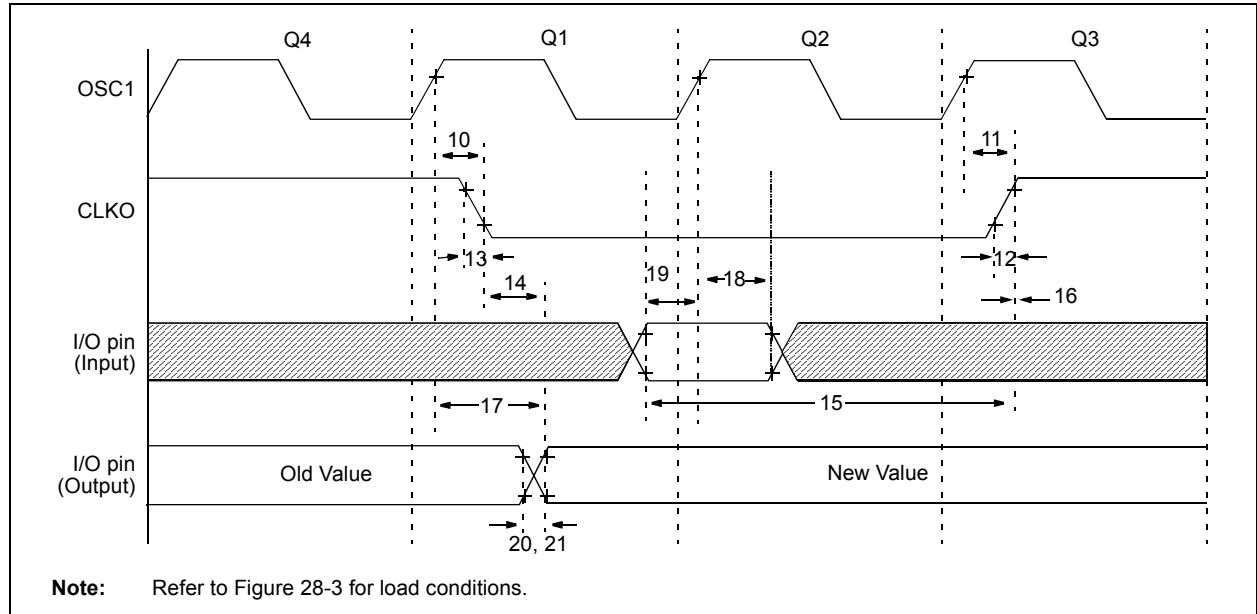 Q4 Q1 Q2 Q3
OSC1
10 11
CLKO
13 12
14 19 18 16
I/O pin
(Input)
17 15
I/O pin
(Output)
Old Value New Value
20, 21
Note: Refer to Figure 28-3 for load conditions.